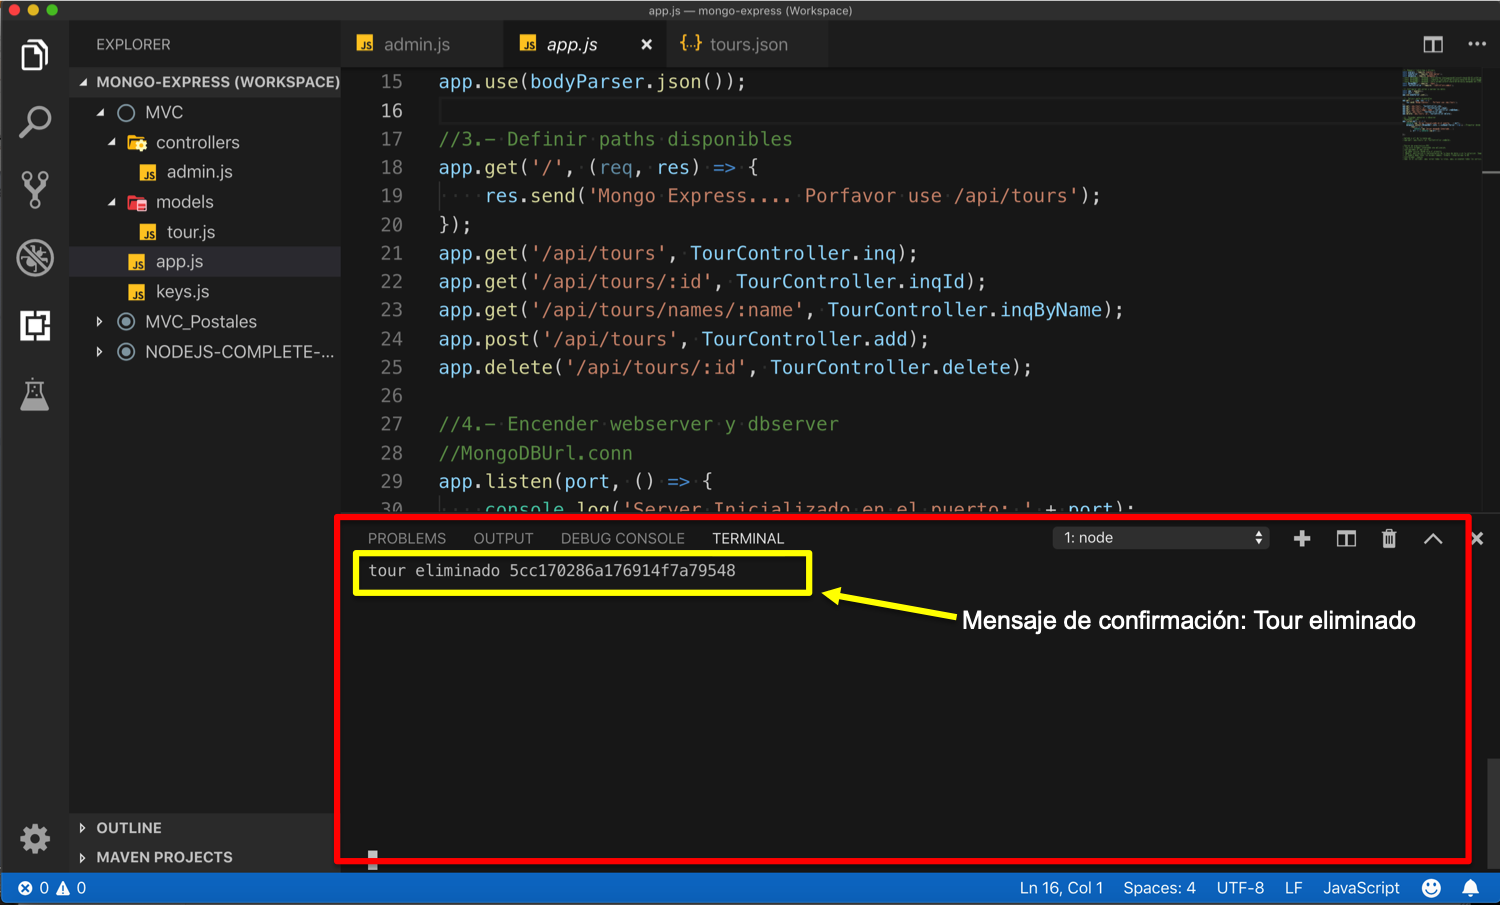 app.js — mongo-express (Workspace)
EXPLORER
MONGO-EXPRESS (WORKSPACE)
MVC
controllers
JS admin.js
models
JS tour.js
JS app.js
JS keys.js
MVC_Postales
NODEJS-COMPLETE-...
OUTLINE
MAVEN PROJECTS
JS admin.js
JS app.js
{..} tours.json
15 app.use(bodyParser.json());
16
17 //3.- Definir paths disponibles
18 app.get('/', (req, res) => {
19 res.send('Mongo Express.... Porfavor use /api/tours');
20 });
21 app.get('/api/tours', TourController.inq);
22 app.get('/api/tours/:id', TourController.inqId);
23 app.get('/api/tours/names/:name', TourController.inqByName);
24 app.post('/api/tours', TourController.add);
25 app.delete('/api/tours/:id', TourController.delete);
26
27 //4.- Encender webserver y dbserver
28 //MongoDBUrl.conn
29 app.listen(port, () => {
30 console.log('Server Inicializado en el puerto: ' + port);
PROBLEMS OUTPUT DEBUG CONSOLE TERMINAL
1: node
tour eliminado 5cc170286a176914f7a79548
Mensaje de confirmación: Tour eliminado
0 0
Ln 16, Col 1 Spaces: 4 UTF-8 LF JavaScript